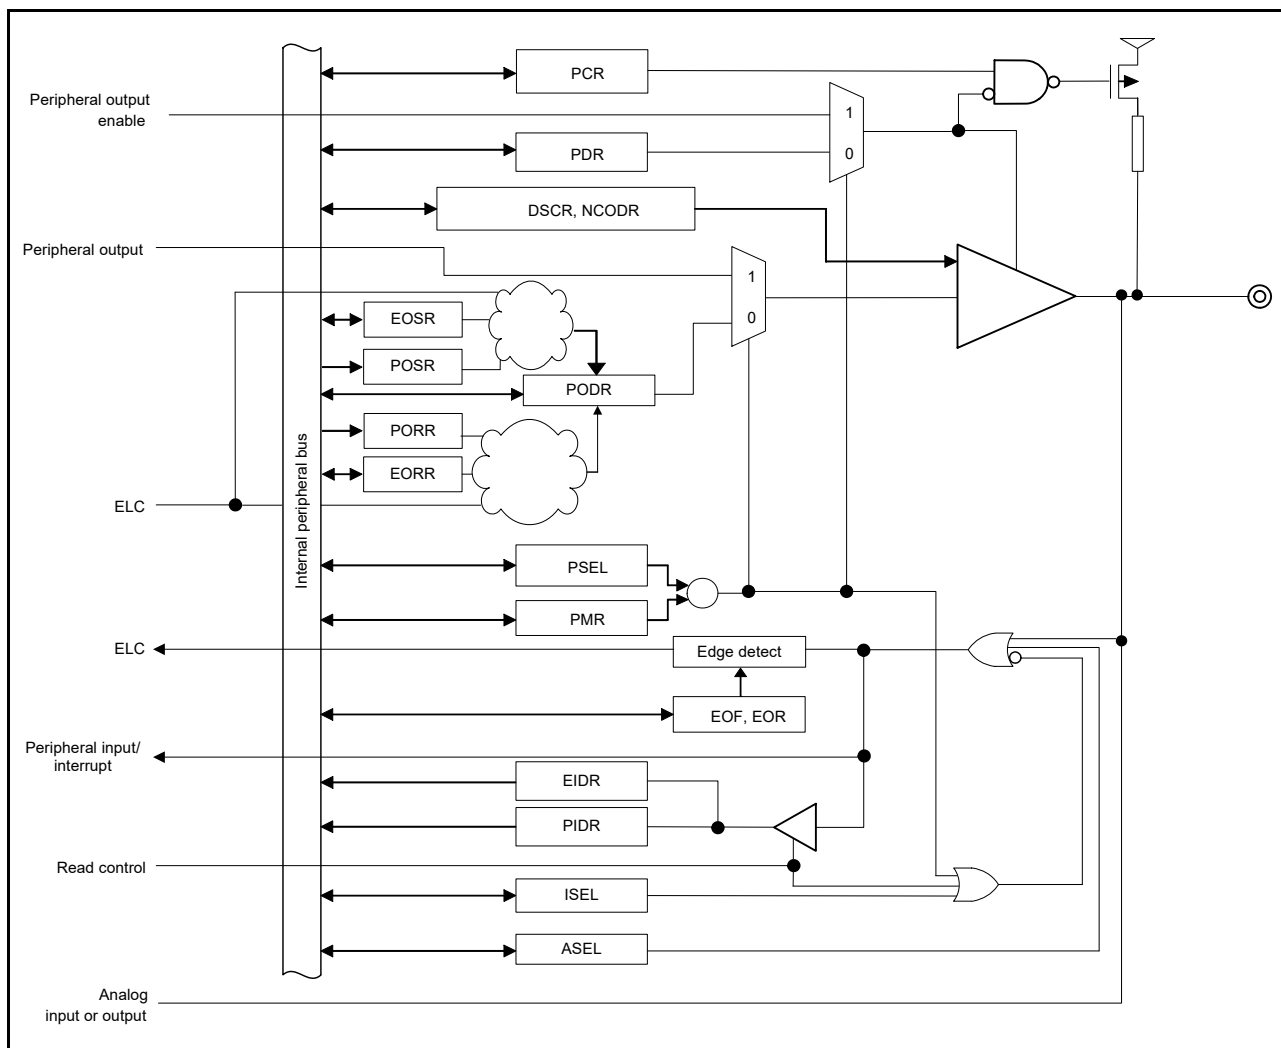 PCR
Peripheral output
enable
1
PDR
0
DSCR, NCODR
Peripheral output
1
EOSR
0
POSR
PODR
PORR
EORR
Internal peripheral bus
ELC
PSEL
PMR
ELC
Edge detect
EOF, EOR
Peripheral input/
interrupt
EIDR
PIDR
Read control
ISEL
ASEL
Analog
input or output